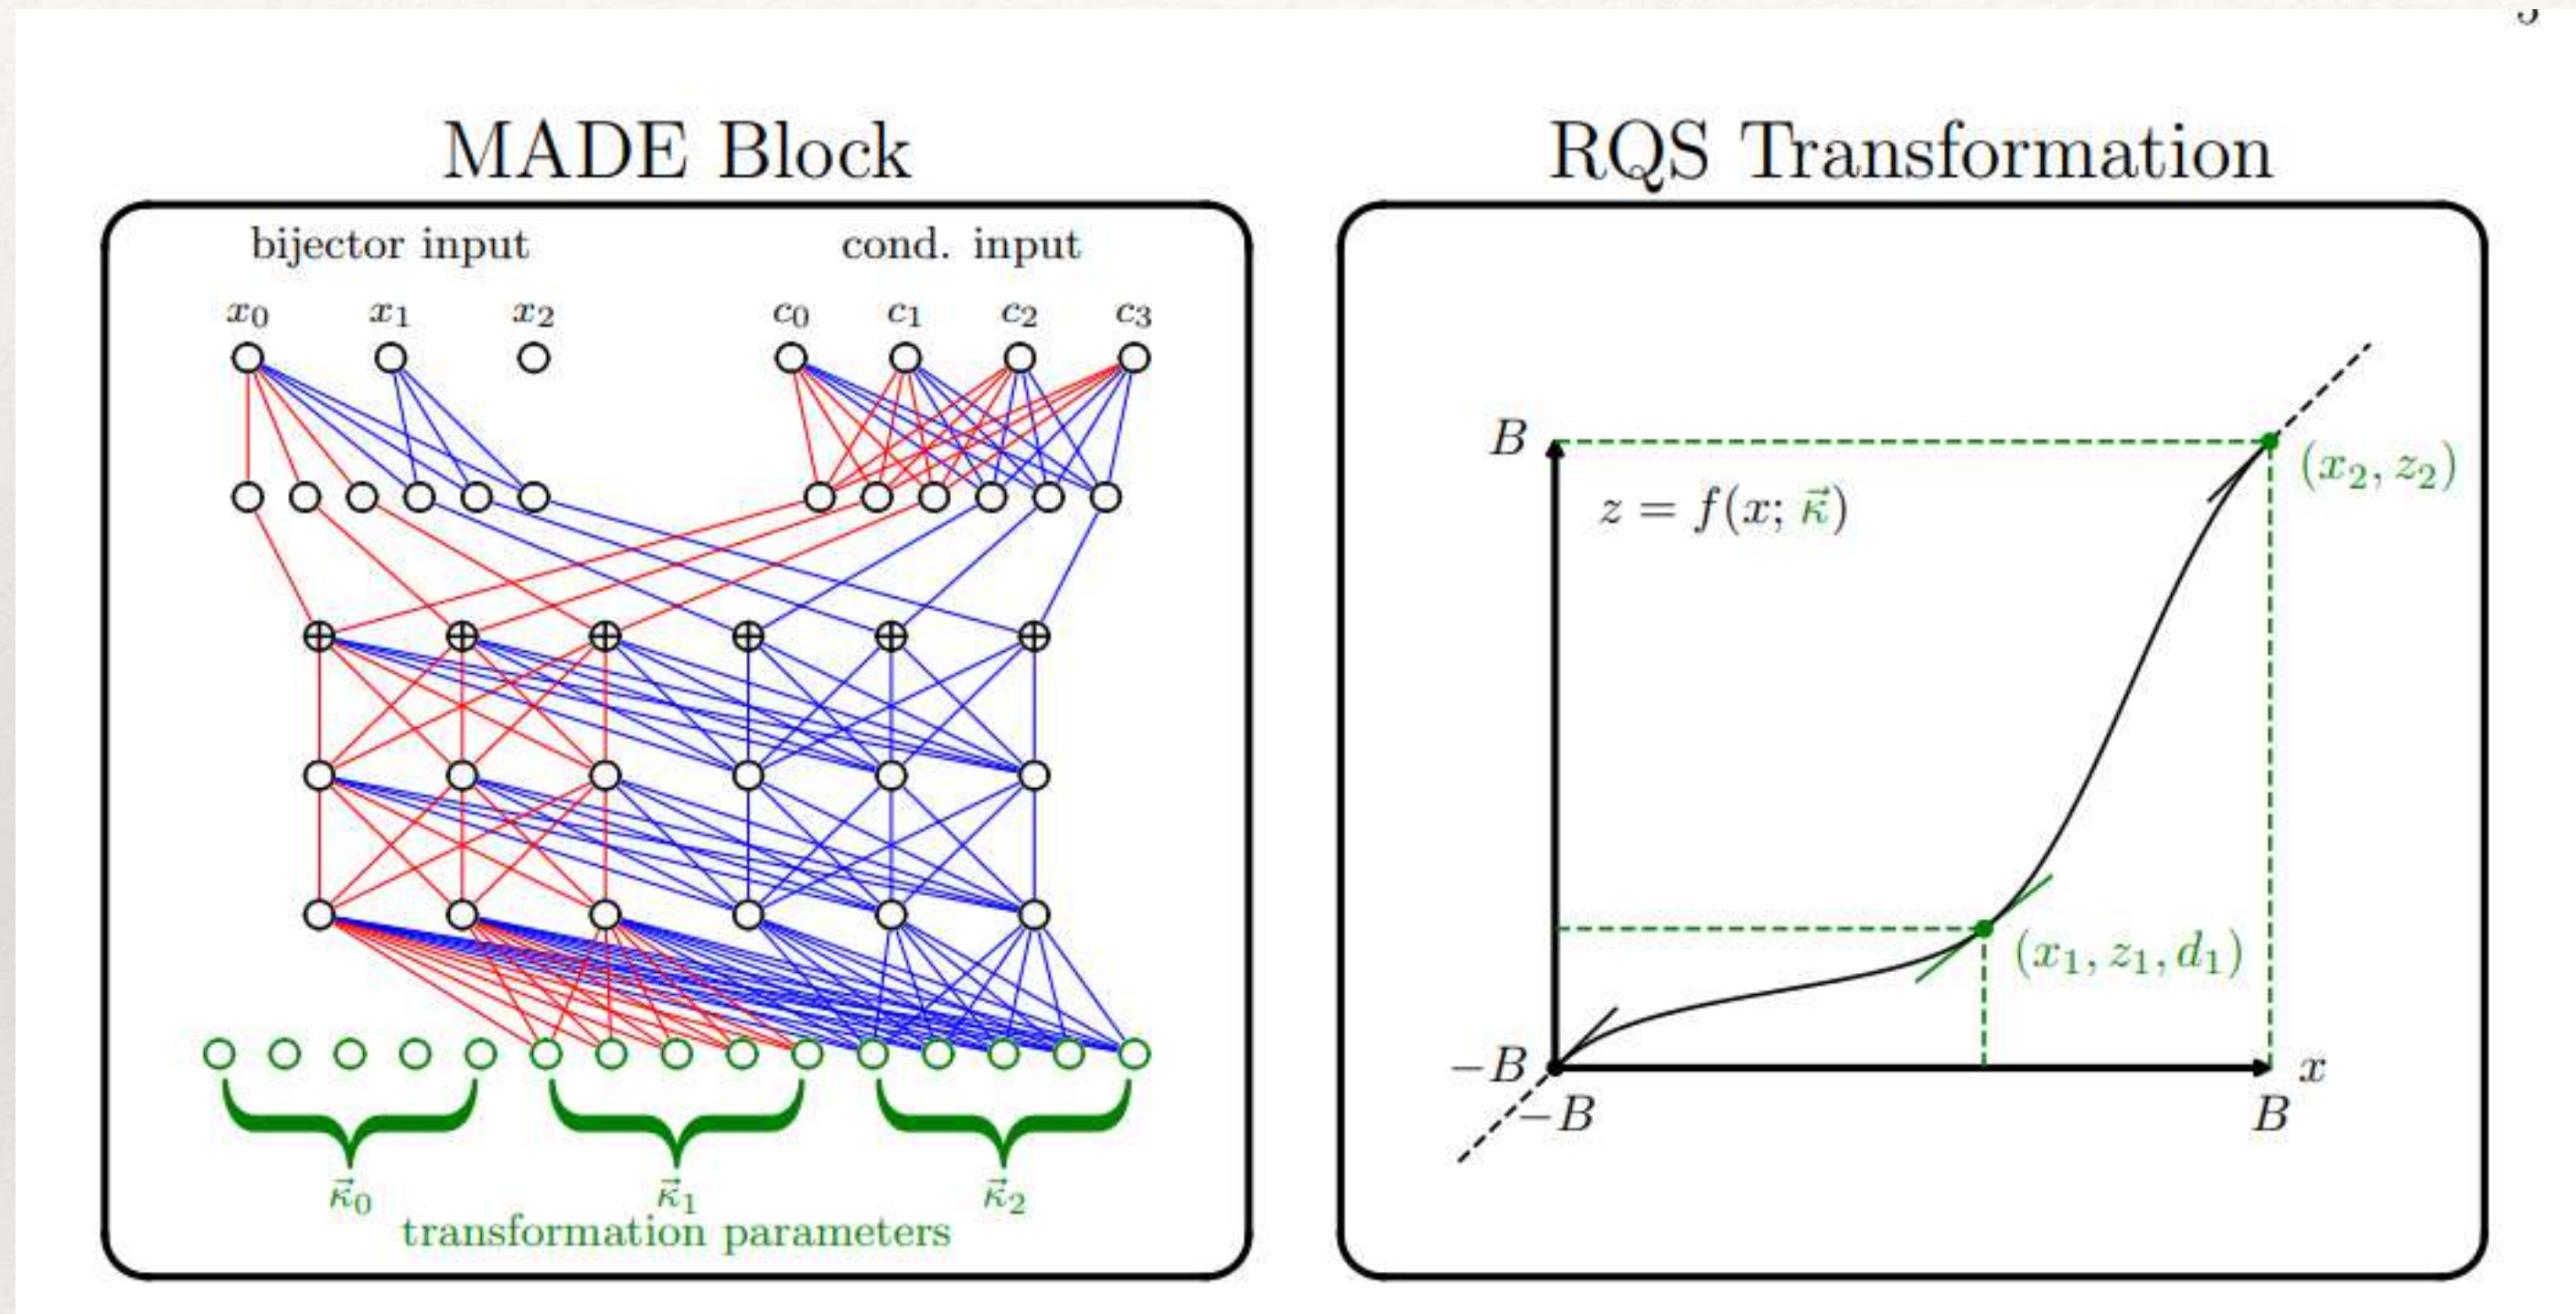 MADE Block
bijector input
cond. input
x₀ x₁ x₂
c₀ c₁ c₂ c₃
κ⃗₀ κ⃗₁ κ⃗₂
transformation parameters
RQS Transformation
B
(x₂, z₂)
z = f(x; κ⃗)
(x₁, z₁, d₁)
−B
x
−B
B